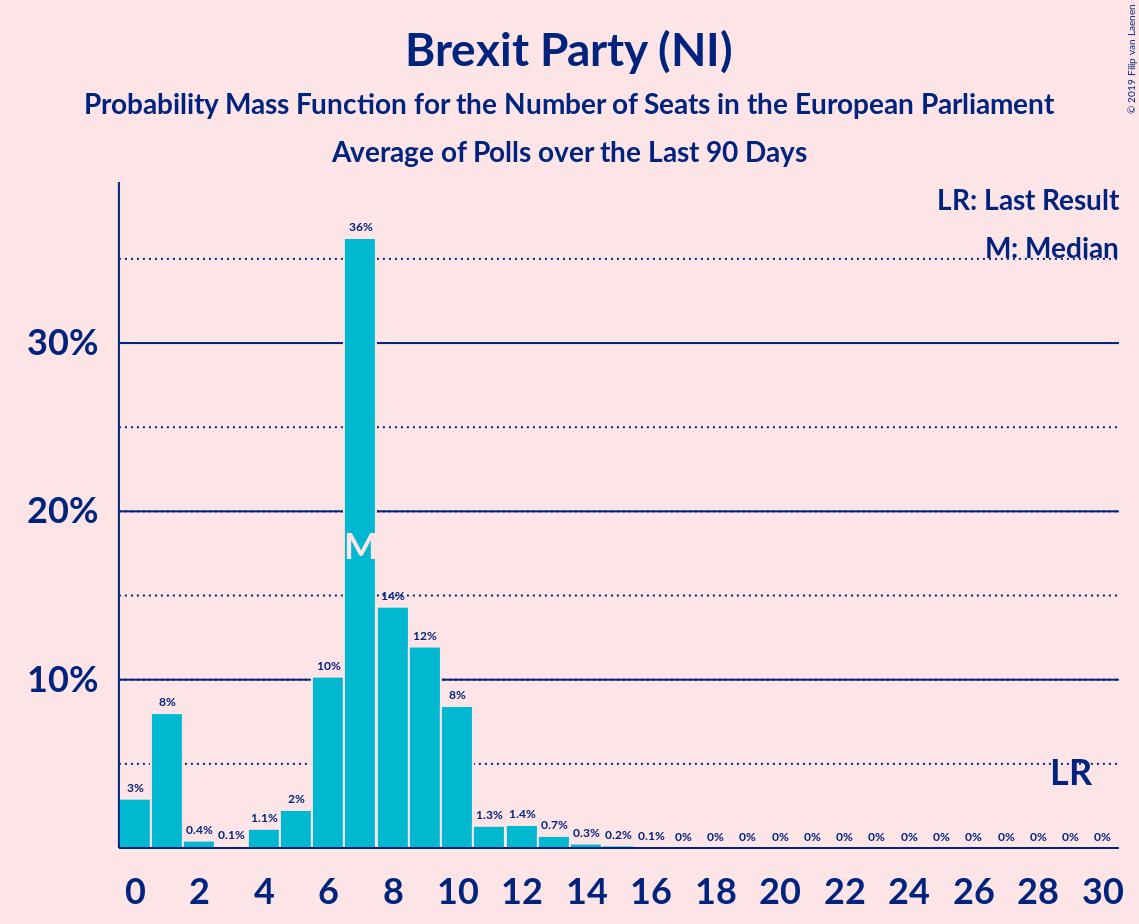 Brexit Party (NI)
Probability Mass Function for the Number of Seats in the European Parliament
Average of Polls over the Last 90 Days
© 2019 Filip van Laenen
LR: Last Result
M: Median
30%
20%
10%
3% 8% 0.4% 0.1% 1.1% 2% 10% 36% 14% 12% 8% 1.3% 1.4% 0.7% 0.3% 0.2% 0.1% 0% 0% 0% 0% 0% 0% 0% 0% 0% 0% 0% 0% 0% 0%
M
LR
0 2 4 6 8 10 12 14 16 18 20 22 24 26 28 30